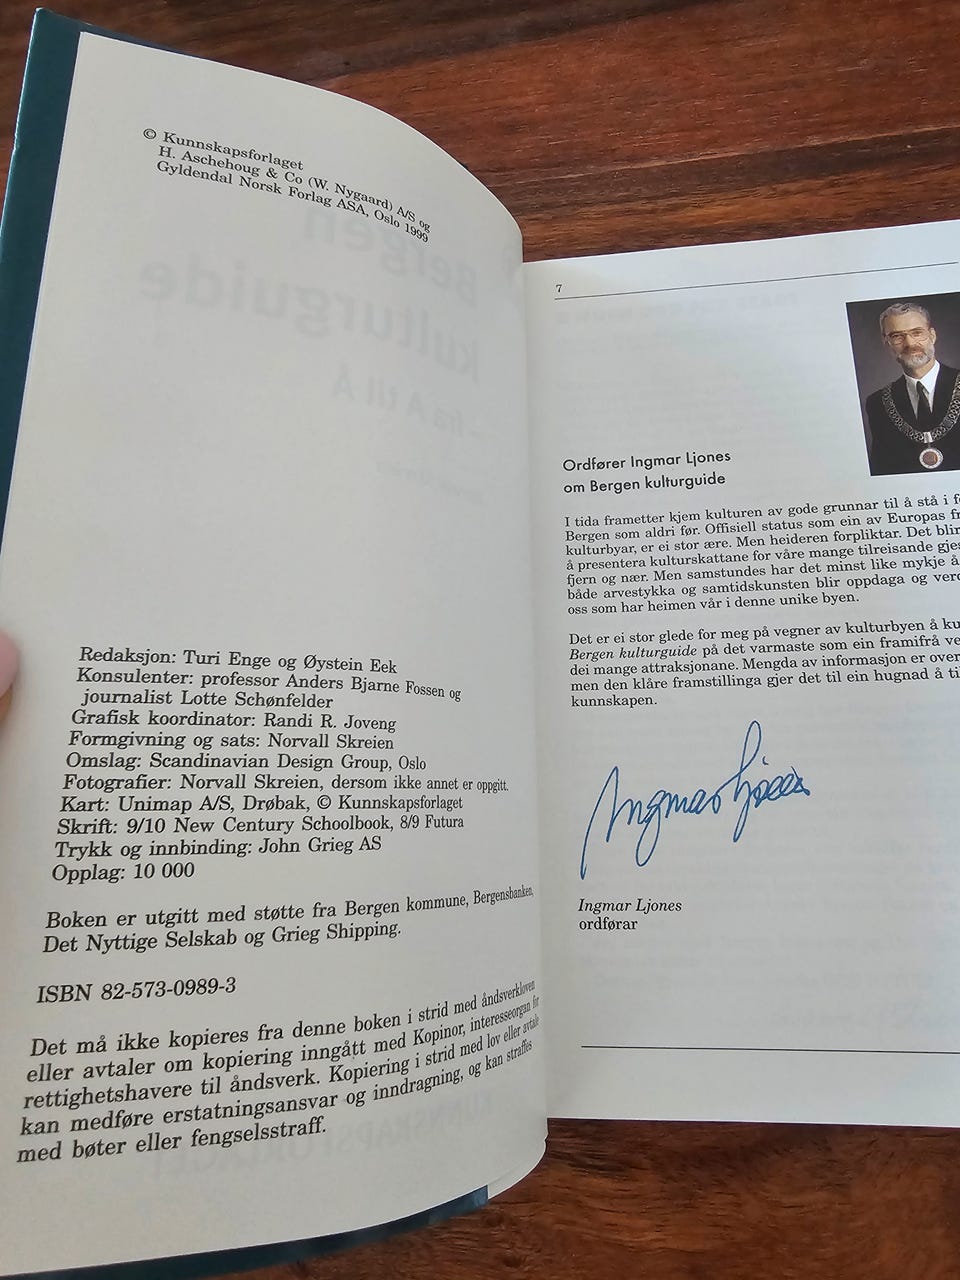 © Kunnskapsforlaget
H. Aschehoug & Co (W. Nygaard) A/S og
Gyldendal Norsk Forlag ASA, Oslo 1999
Bergen
kulturguide
fra A til Å
Redaksjon: Turi Enge og Øystein Eek
Konsulenter: professor Anders Bjarne Fossen og
journalist Lotte Schønfelder
Grafisk koordinator: Randi R. Joveng
Formgivning og sats: Norvall Skreien
Omslag: Scandinavian Design Group, Oslo
Fotografier: Norvall Skreien, dersom ikke annet er oppgitt.
Kart: Unimap A/S, Drøbak, © Kunnskapsforlaget
Skrift: 9/10 New Century Schoolbook, 8/9 Futura
Trykk og innbinding: John Grieg AS
Opplag: 10 000
Boken er utgitt med støtte fra Bergen kommune, Bergensbanken,
Det Nyttige Selskab og Grieg Shipping.
ISBN 82-573-0989-3
Det må ikke kopieres fra denne boken i strid med åndsverkloven
eller avtaler om kopiering inngått med Kopinor, interesseorgan for
rettighetshavere til åndsverk. Kopiering i strid med lov eller avtale
kan medføre erstatningsansvar og inndragning, og kan straffes
med bøter eller fengselsstraff.
7
Ordfører Ingmar Ljones
om Bergen kulturguide
I tida frametter kjem kulturen av gode grunnar til å stå i f
Bergen som aldri før. Offisiell status som ein av Europas
kulturbyar, er ei stor ære. Men heideren forpliktar. Det blir
å presentera kulturskattane for våre mange tilreisande gjes
fjern og nær. Men samstundes har det minst like mykje å
både arvestykka og samtidskunsten blir oppdaga og verd
oss som har heimen vår i denne unike byen.
Det er ei stor glede for meg på vegner av kulturbyen å ku
Bergen kulturguide på det varmaste som ein framifrå ve
dei mange attraksjonane. Mengda av informasjon er over
men den klåre framstillinga gjer det til ein hugnad å ti
kunnskapen.
Ingmar Ljones
Ingmar Ljones
ordførar